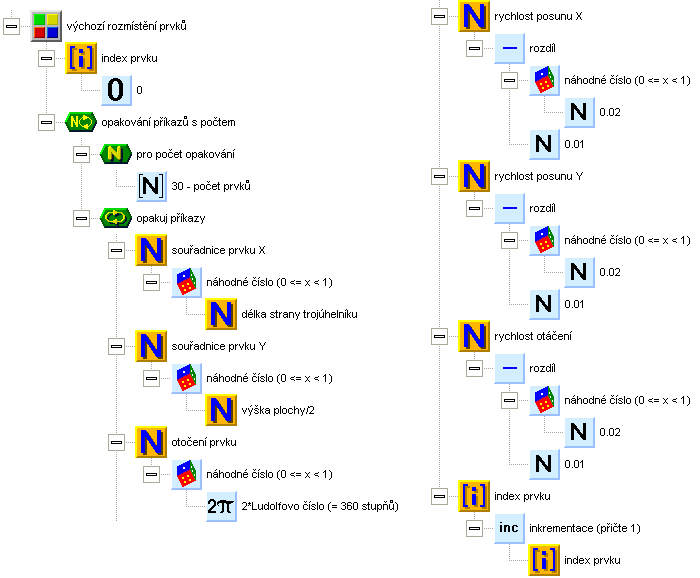 výchozí rozmístění prvků
[i] index prvku
0 0
N opakování příkazů s počtem
N pro počet opakování
[N] 30 - počet prvků
opakuj příkazy
N souřadnice prvku X
náhodné číslo (0 <= x < 1)
N délka strany trojúhelníku
N souřadnice prvku Y
náhodné číslo (0 <= x < 1)
N výška plochy/2
N otočení prvku
náhodné číslo (0 <= x < 1)
2π 2*Ludolfovo číslo (= 360 stupňů)
N rychlost posunu X
rozdíl
náhodné číslo (0 <= x < 1)
N 0.02
N 0.01
N rychlost posunu Y
rozdíl
náhodné číslo (0 <= x < 1)
N 0.02
N 0.01
N rychlost otáčení
rozdíl
náhodné číslo (0 <= x < 1)
N 0.02
N 0.01
[i] index prvku
inc inkrementace (přičte 1)
[i] index prvku